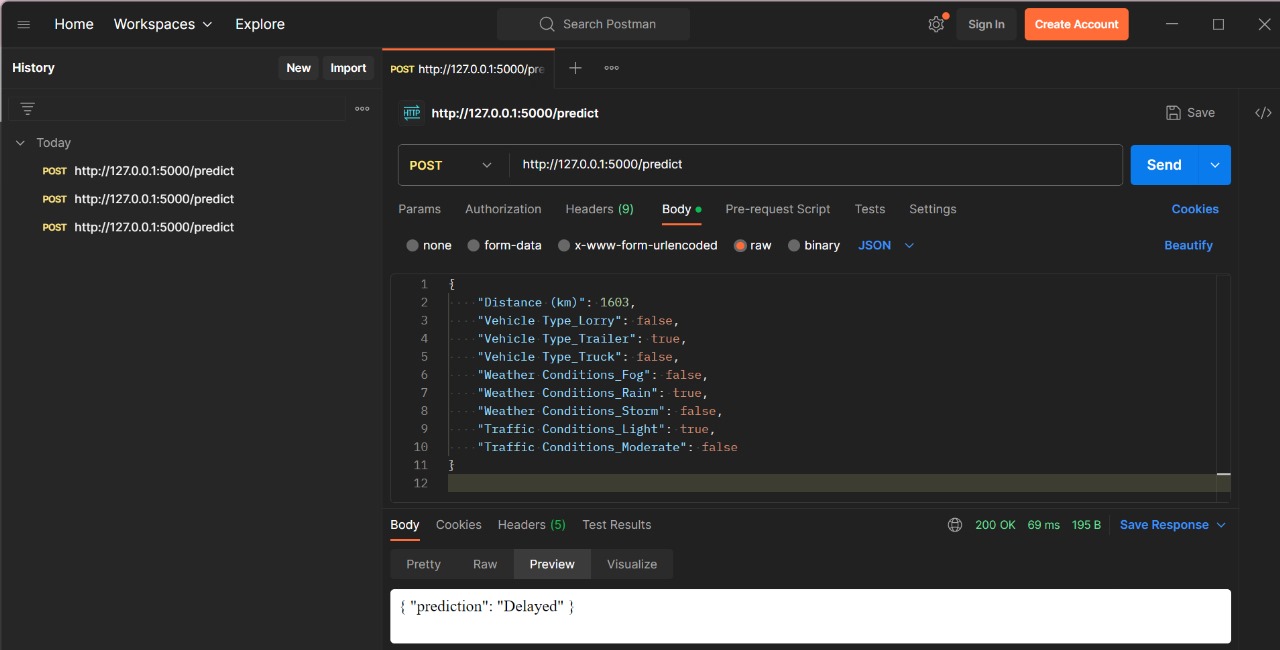 Home Workspaces Explore Search Postman Sign In Create Account
History New Import
Today
POST http://127.0.0.1:5000/predict
POST http://127.0.0.1:5000/predict
POST http://127.0.0.1:5000/predict
POST http://127.0.0.1:5000/pre
HTTP http://127.0.0.1:5000/predict Save
POST http://127.0.0.1:5000/predict Send
Params Authorization Headers (9) Body Pre-request Script Tests Settings Cookies
none form-data x-www-form-urlencoded raw binary JSON Beautify
1 {
2 "Distance (km)": 1603,
3 "Vehicle Type_Lorry": false,
4 "Vehicle Type_Trailer": true,
5 "Vehicle Type_Truck": false,
6 "Weather Conditions_Fog": false,
7 "Weather Conditions_Rain": true,
8 "Weather Conditions_Storm": false,
9 "Traffic Conditions_Light": true,
10 "Traffic Conditions_Moderate": false
11 }
12
Body Cookies Headers (5) Test Results 200 OK 69 ms 195 B Save Response
Pretty Raw Preview Visualize
{ "prediction": "Delayed" }